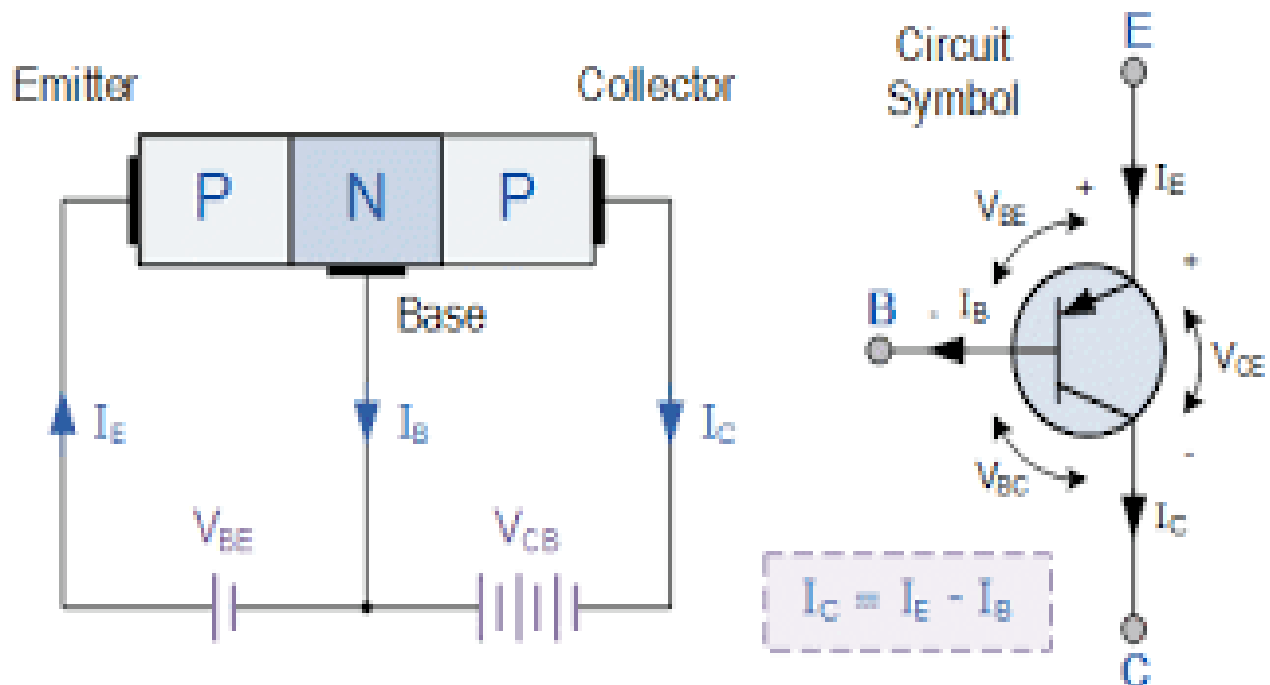 Emitter
Collector
P N P
Base
I_E
I_B
I_C
V_BE
V_CB
Circuit
Symbol
E
I_E
V_BE +
+
B - I_B
V_CE
V_BC
-
I_C
I_C = I_E - I_B
C